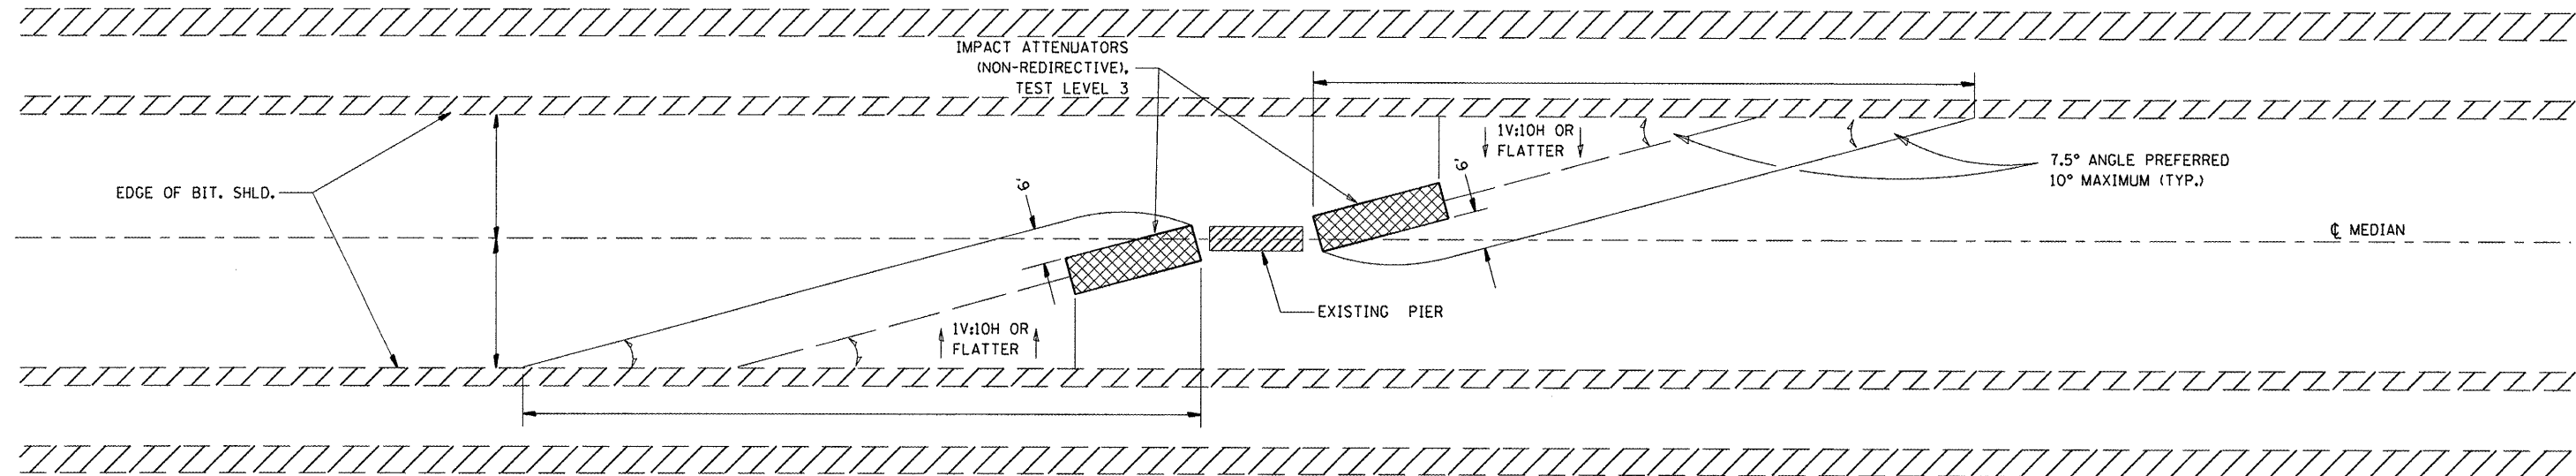 IMPACT ATTENUATORS
(NON-REDIRECTIVE),
TEST LEVEL 3
1V:10H OR
FLATTER
6'
7.5° ANGLE PREFERRED
10° MAXIMUM (TYP.)
EDGE OF BIT. SHLD.
6'
℄ MEDIAN
EXISTING PIER
1V:10H OR
FLATTER